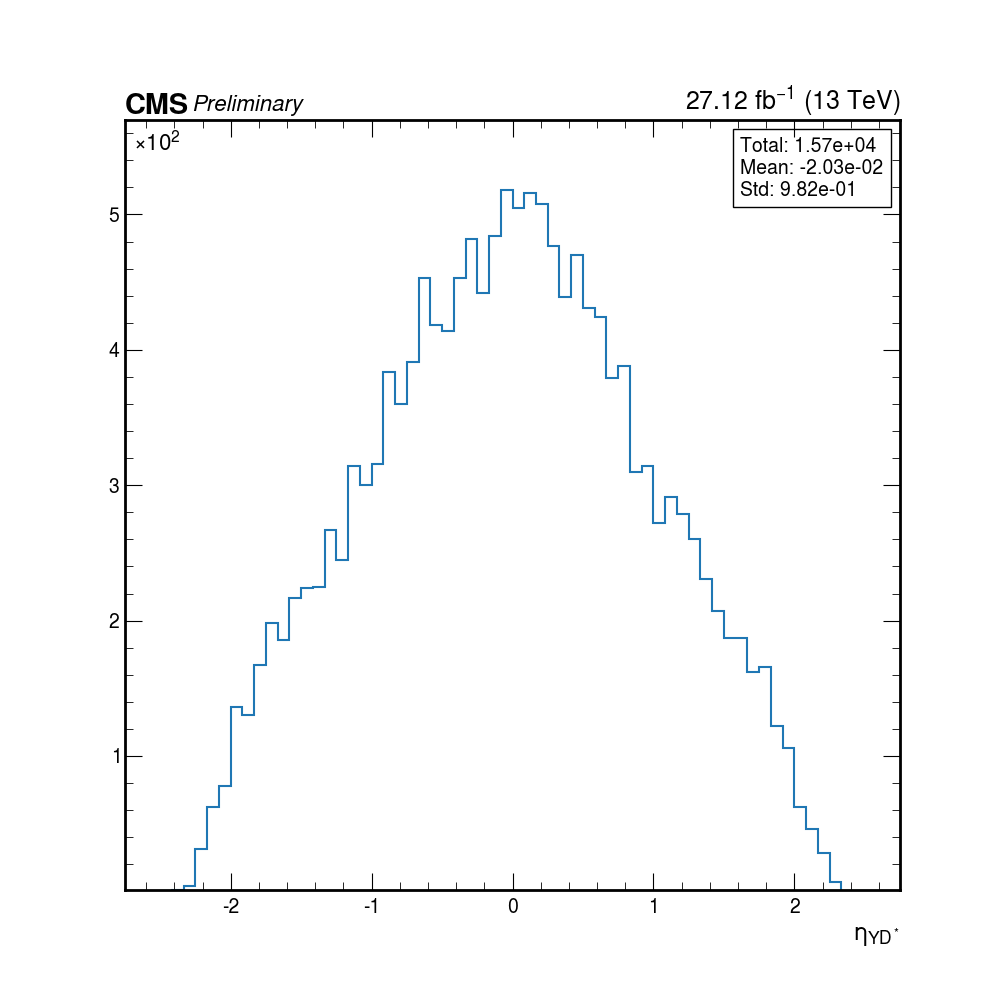 CMS Preliminary 27.12 fb⁻¹ (13 TeV)
×10²
Total: 1.57e+04
Mean: -2.03e-02
Std: 9.82e-01
5
4
3
2
1
-2 -1 0 1 2
η_YD*